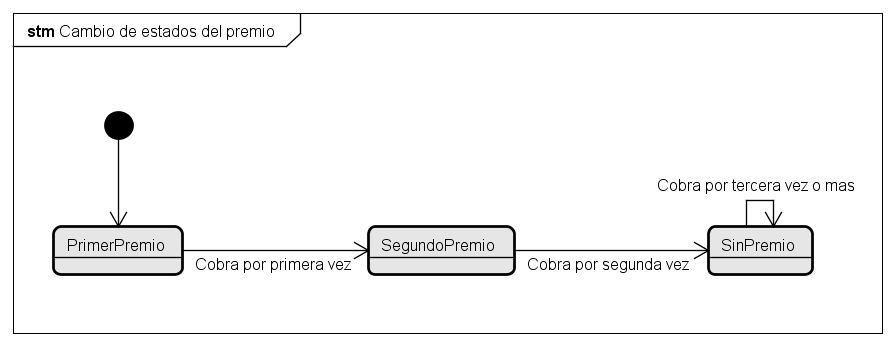 stm Cambio de estados del premio
Cobra por tercera vez o mas
PrimerPremio
SegundoPremio
SinPremio
Cobra por primera vez
Cobra por segunda vez